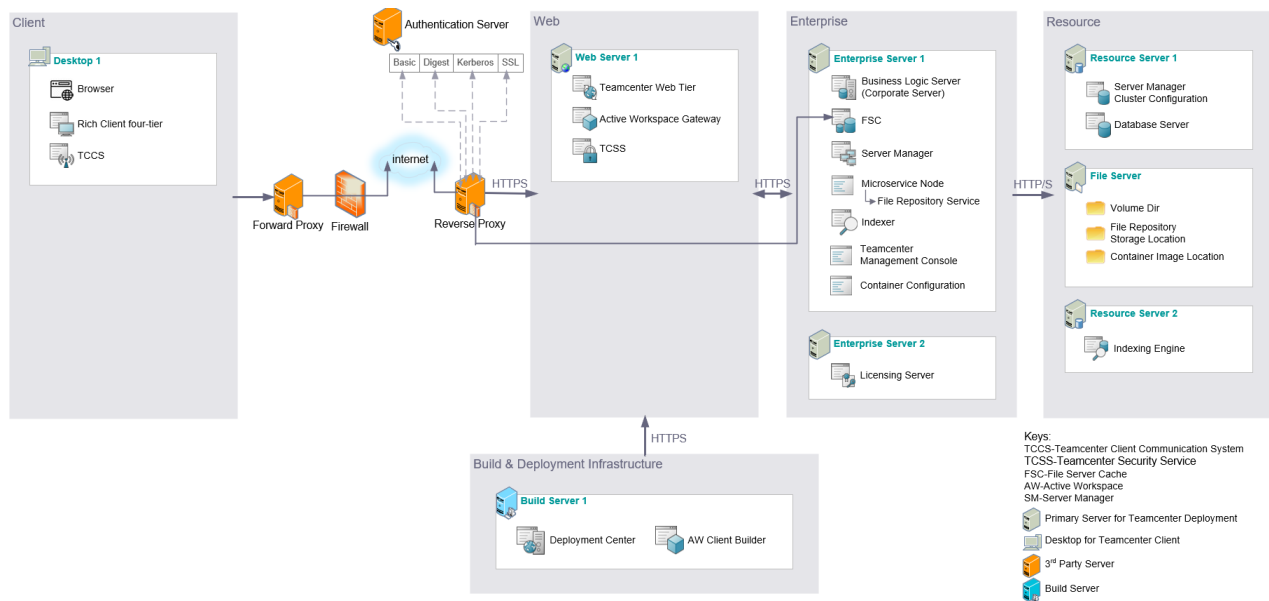 Client
Desktop 1
Browser
Rich Client four-tier
TCCS
Authentication Server
Basic
Digest
Kerberos
SSL
internet
Forward Proxy
Firewall
Reverse Proxy
HTTPS
Web
Web Server 1
Teamcenter Web Tier
Active Workspace Gateway
TCSS
HTTPS
Enterprise
Enterprise Server 1
Business Logic Server
(Corporate Server)
FSC
Server Manager
Microservice Node
File Repository Service
Indexer
Teamcenter
Management Console
Container Configuration
Enterprise Server 2
Licensing Server
HTTP/S
Resource
Resource Server 1
Server Manager
Cluster Configuration
Database Server
File Server
Volume Dir
File Repository
Storage Location
Container Image Location
Resource Server 2
Indexing Engine
HTTPS
Build & Deployment Infrastructure
Build Server 1
Deployment Center
AW Client Builder
Keys:
TCCS-Teamcenter Client Communication System
TCSS-Teamcenter Security Service
FSC-File Server Cache
AW-Active Workspace
SM-Server Manager
Primary Server for Teamcenter Deployment
Desktop for Teamcenter Client
3rd Party Server
Build Server